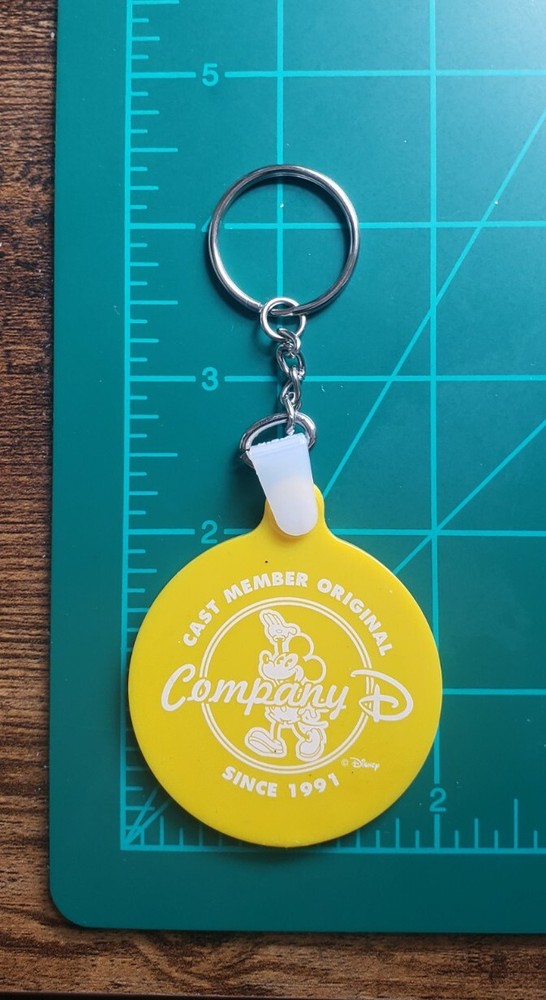 5
3
2
CAST MEMBER ORIGINAL
Company D
© Disney
SINCE 1991
2